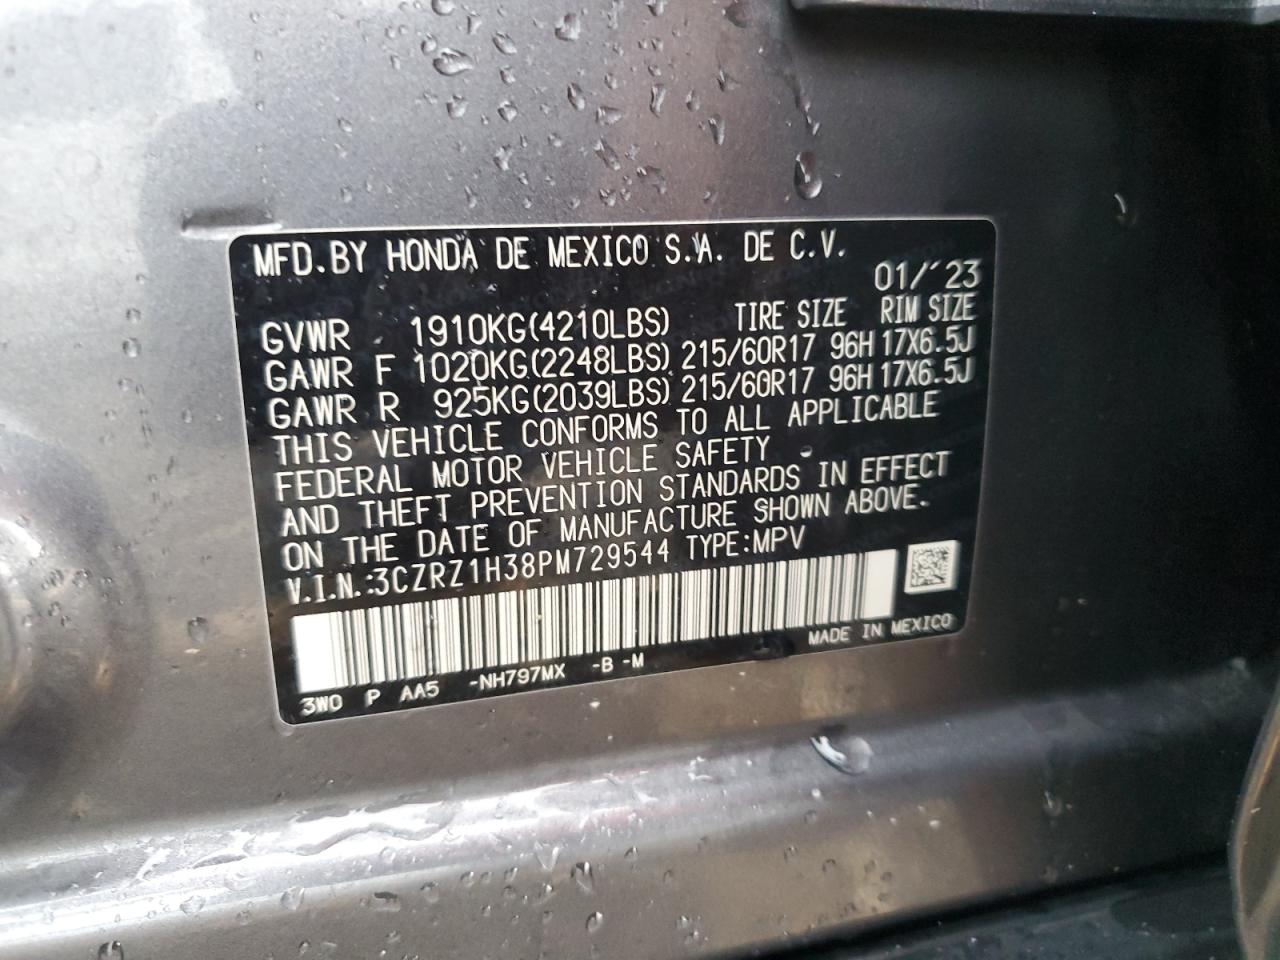 MFD.BY HONDA DE MEXICO S.A. DE C.V.
01/´23
GVWR 1910KG(4210LBS) TIRE SIZE RIM SIZE
GAWR F 1020KG(2248LBS) 215/60R17 96H 17X6.5J
GAWR R 925KG(2039LBS) 215/60R17 96H 17X6.5J
THIS VEHICLE CONFORMS TO ALL APPLICABLE
FEDERAL MOTOR VEHICLE SAFETY
AND THEFT PREVENTION STANDARDS IN EFFECT
ON THE DATE OF MANUFACTURE SHOWN ABOVE.
V.I.N.:3CZRZ1H38PM729544 TYPE:MPV
MADE IN MEXICO
3W0 P AA5 -NH797MX -B -M